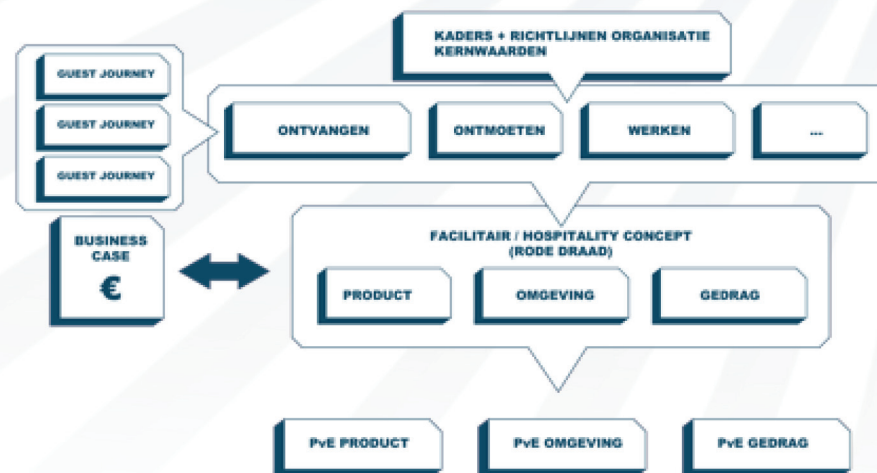 KADERS + RICHTLIJNEN ORGANISATIE
KERNWAARDEN
GUEST JOURNEY
GUEST JOURNEY
GUEST JOURNEY
ONTVANGEN
ONTMOETEN
WERKEN
...
BUSINESS
CASE
€
FACILITAIR / HOSPITALITY CONCEPT
(RODE DRAAD)
PRODUCT
OMGEVING
GEDRAG
PvE PRODUCT
PvE OMGEVING
PvE GEDRAG